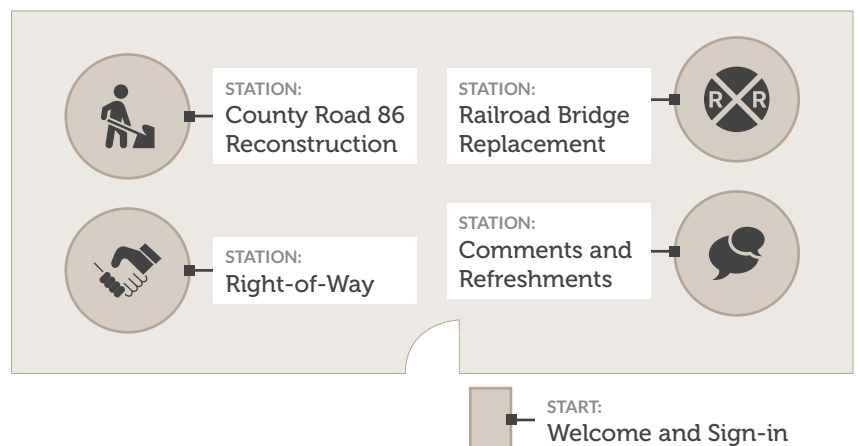 STATION:
County Road 86
Reconstruction
STATION:
Railroad Bridge
Replacement
R R
STATION:
Right-of-Way
STATION:
Comments and
Refreshments
START:
Welcome and Sign-in